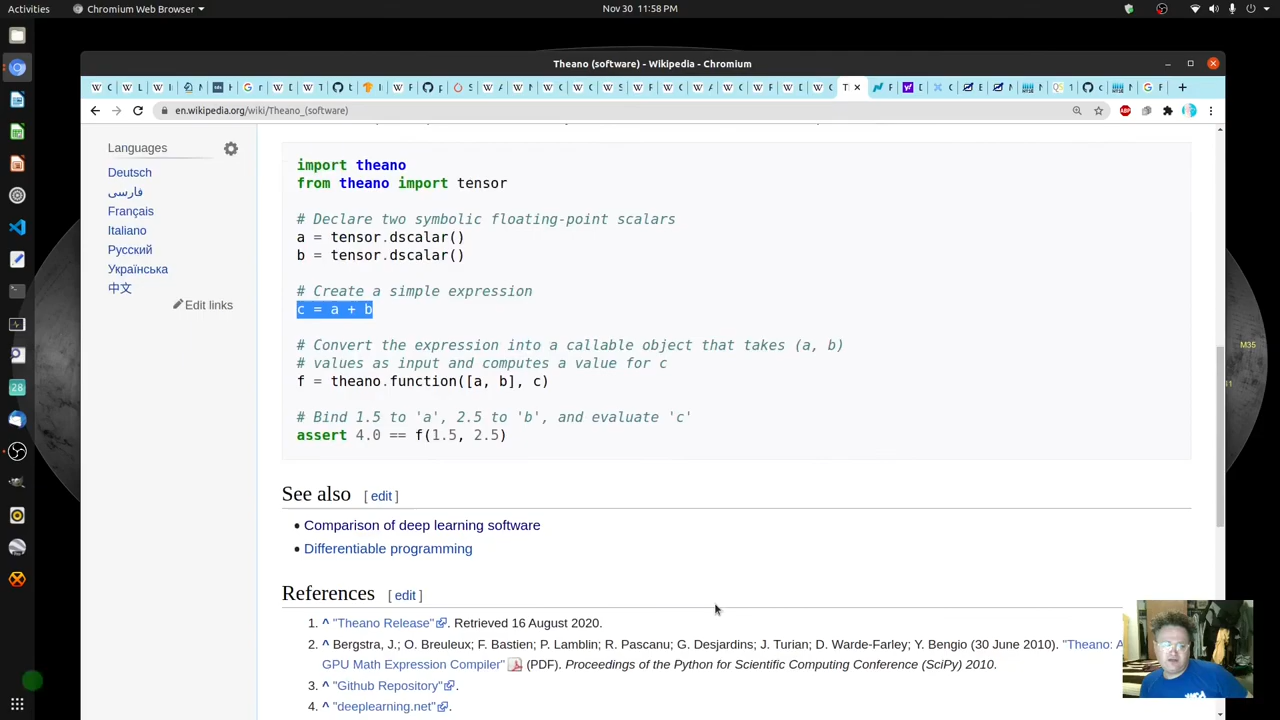 Activities
Chromium Web Browser
Nov 30 11:58 PM
Theano (software) - Wikipedia - Chromium
en.wikipedia.org/wiki/Theano_(software)
Languages
Deutsch
فارسی
Français
Italiano
Русский
Українська
中文
Edit links
import theano
from theano import tensor
# Declare two symbolic floating-point scalars
a = tensor.dscalar()
b = tensor.dscalar()
# Create a simple expression
c = a + b
# Convert the expression into a callable object that takes (a, b)
# values as input and computes a value for c
f = theano.function([a, b], c)
# Bind 1.5 to 'a', 2.5 to 'b', and evaluate 'c'
assert 4.0 == f(1.5, 2.5)
See also [ edit ]
Comparison of deep learning software
Differentiable programming
References [ edit ]
1. ^ "Theano Release". Retrieved 16 August 2020.
2. ^ Bergstra, J.; O. Breuleux; F. Bastien; P. Lamblin; R. Pascanu; G. Desjardins; J. Turian; D. Warde-Farley; Y. Bengio (30 June 2010). "Theano: A
GPU Math Expression Compiler" (PDF). Proceedings of the Python for Scientific Computing Conference (SciPy) 2010.
3. ^ "Github Repository".
4. ^ "deeplearning.net".
M35
28
ABP